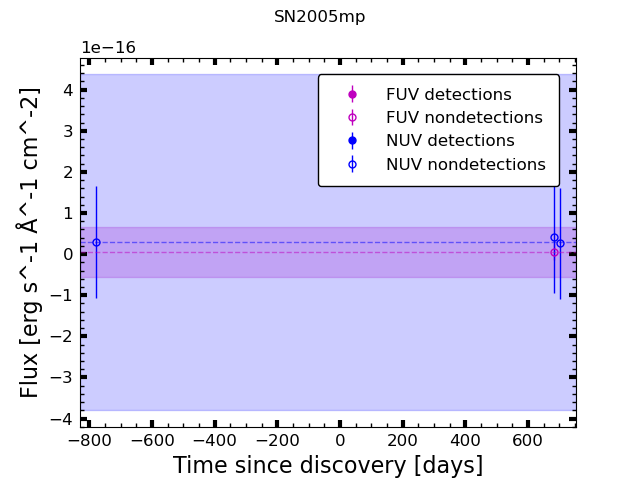 SN2005mp
1e−16
FUV detections
FUV nondetections
NUV detections
NUV nondetections
4
3
2
1
0
−1
−2
−3
−4
Flux [erg s^-1 Å^-1 cm^-2]
−800 −600 −400 −200 0 200 400 600
Time since discovery [days]